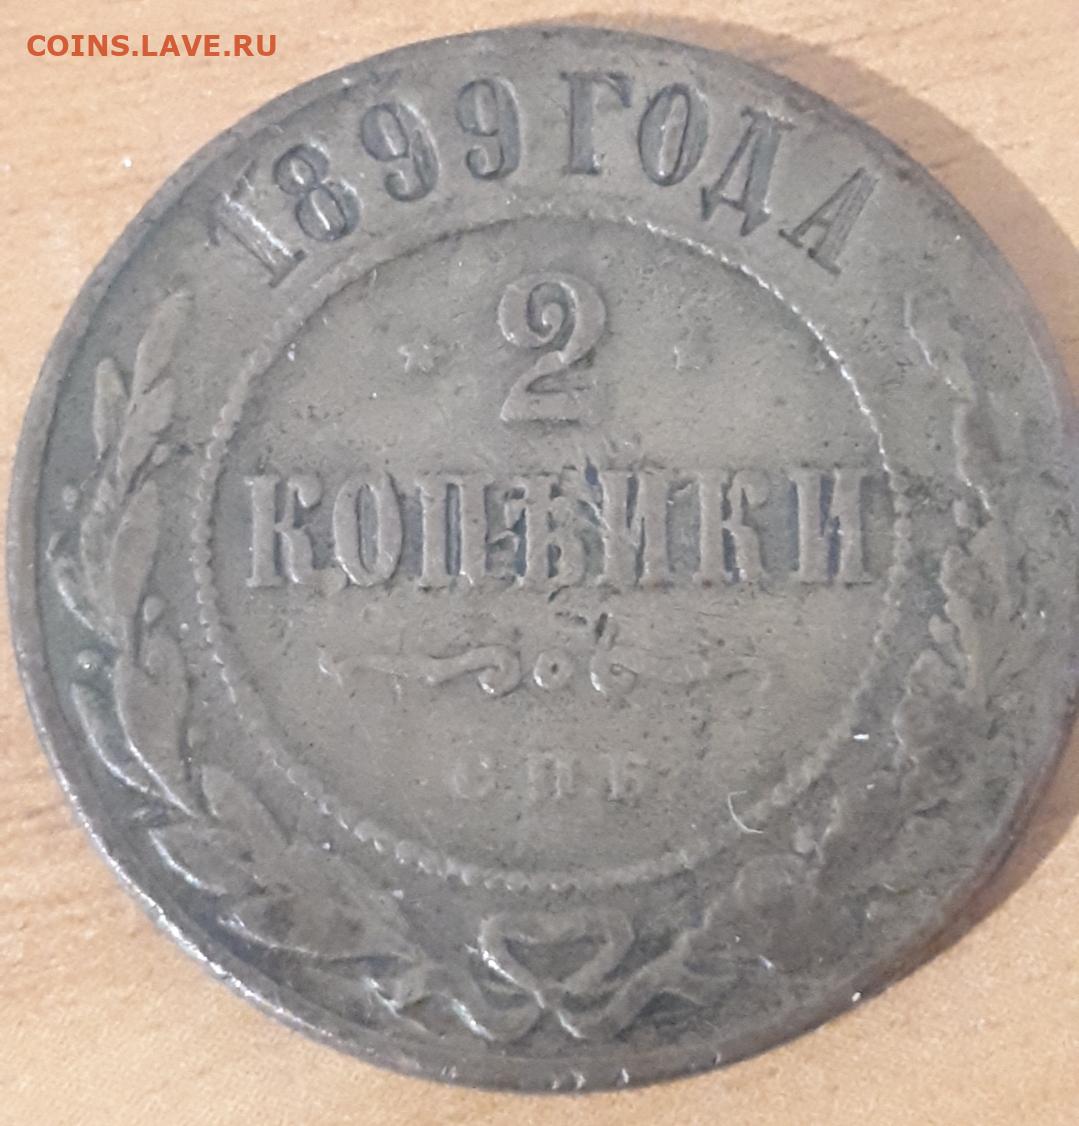 COINS.LAVE.RU
1899 ГОДА
2
КОПѢЙКИ
СПБ